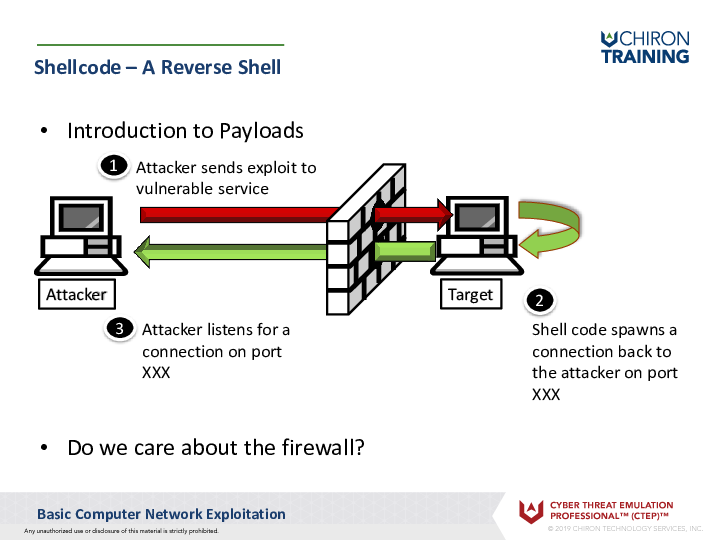 CHIRON
TRAINING
Shellcode – A Reverse Shell
• Introduction to Payloads
1 Attacker sends exploit to
vulnerable service
Attacker
Target
2
Shell code spawns a
connection back to
the attacker on port
XXX
3 Attacker listens for a
connection on port
XXX
• Do we care about the firewall?
Basic Computer Network Exploitation
Any unauthorized use or disclosure of this material is strictly prohibited.
CYBER THREAT EMULATION
PROFESSIONAL™ (CTEP)™
© 2019 CHIRON TECHNOLOGY SERVICES, INC.